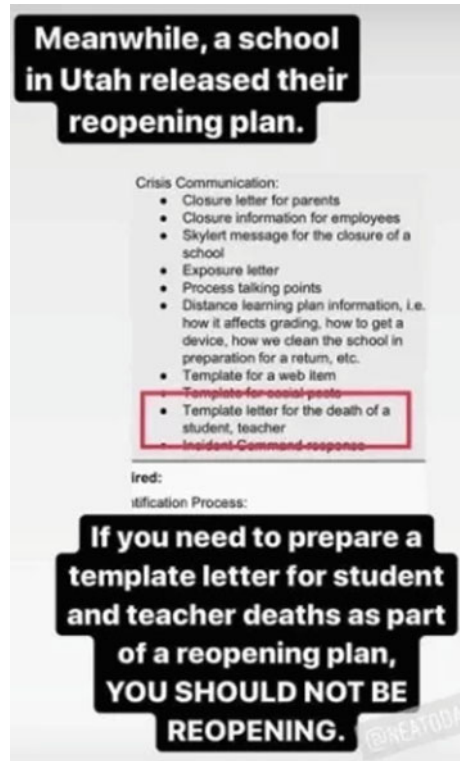 Meanwhile, a school
in Utah released their
reopening plan.
Crisis Communication:
• Closure letter for parents
• Closure information for employees
• Skylert message for the closure of a
school
• Exposure letter
• Process talking points
• Distance learning plan information, i.e.
how it affects grading, how to get a
device, how we clean the school in
preparation for a return, etc.
• Template for a web item
• Template for social posts
• Template letter for the death of a
student, teacher
• Incident Command response
ired:
ntification Process:
If you need to prepare a
template letter for student
and teacher deaths as part
of a reopening plan,
YOU SHOULD NOT BE
REOPENING.
@NEATODA